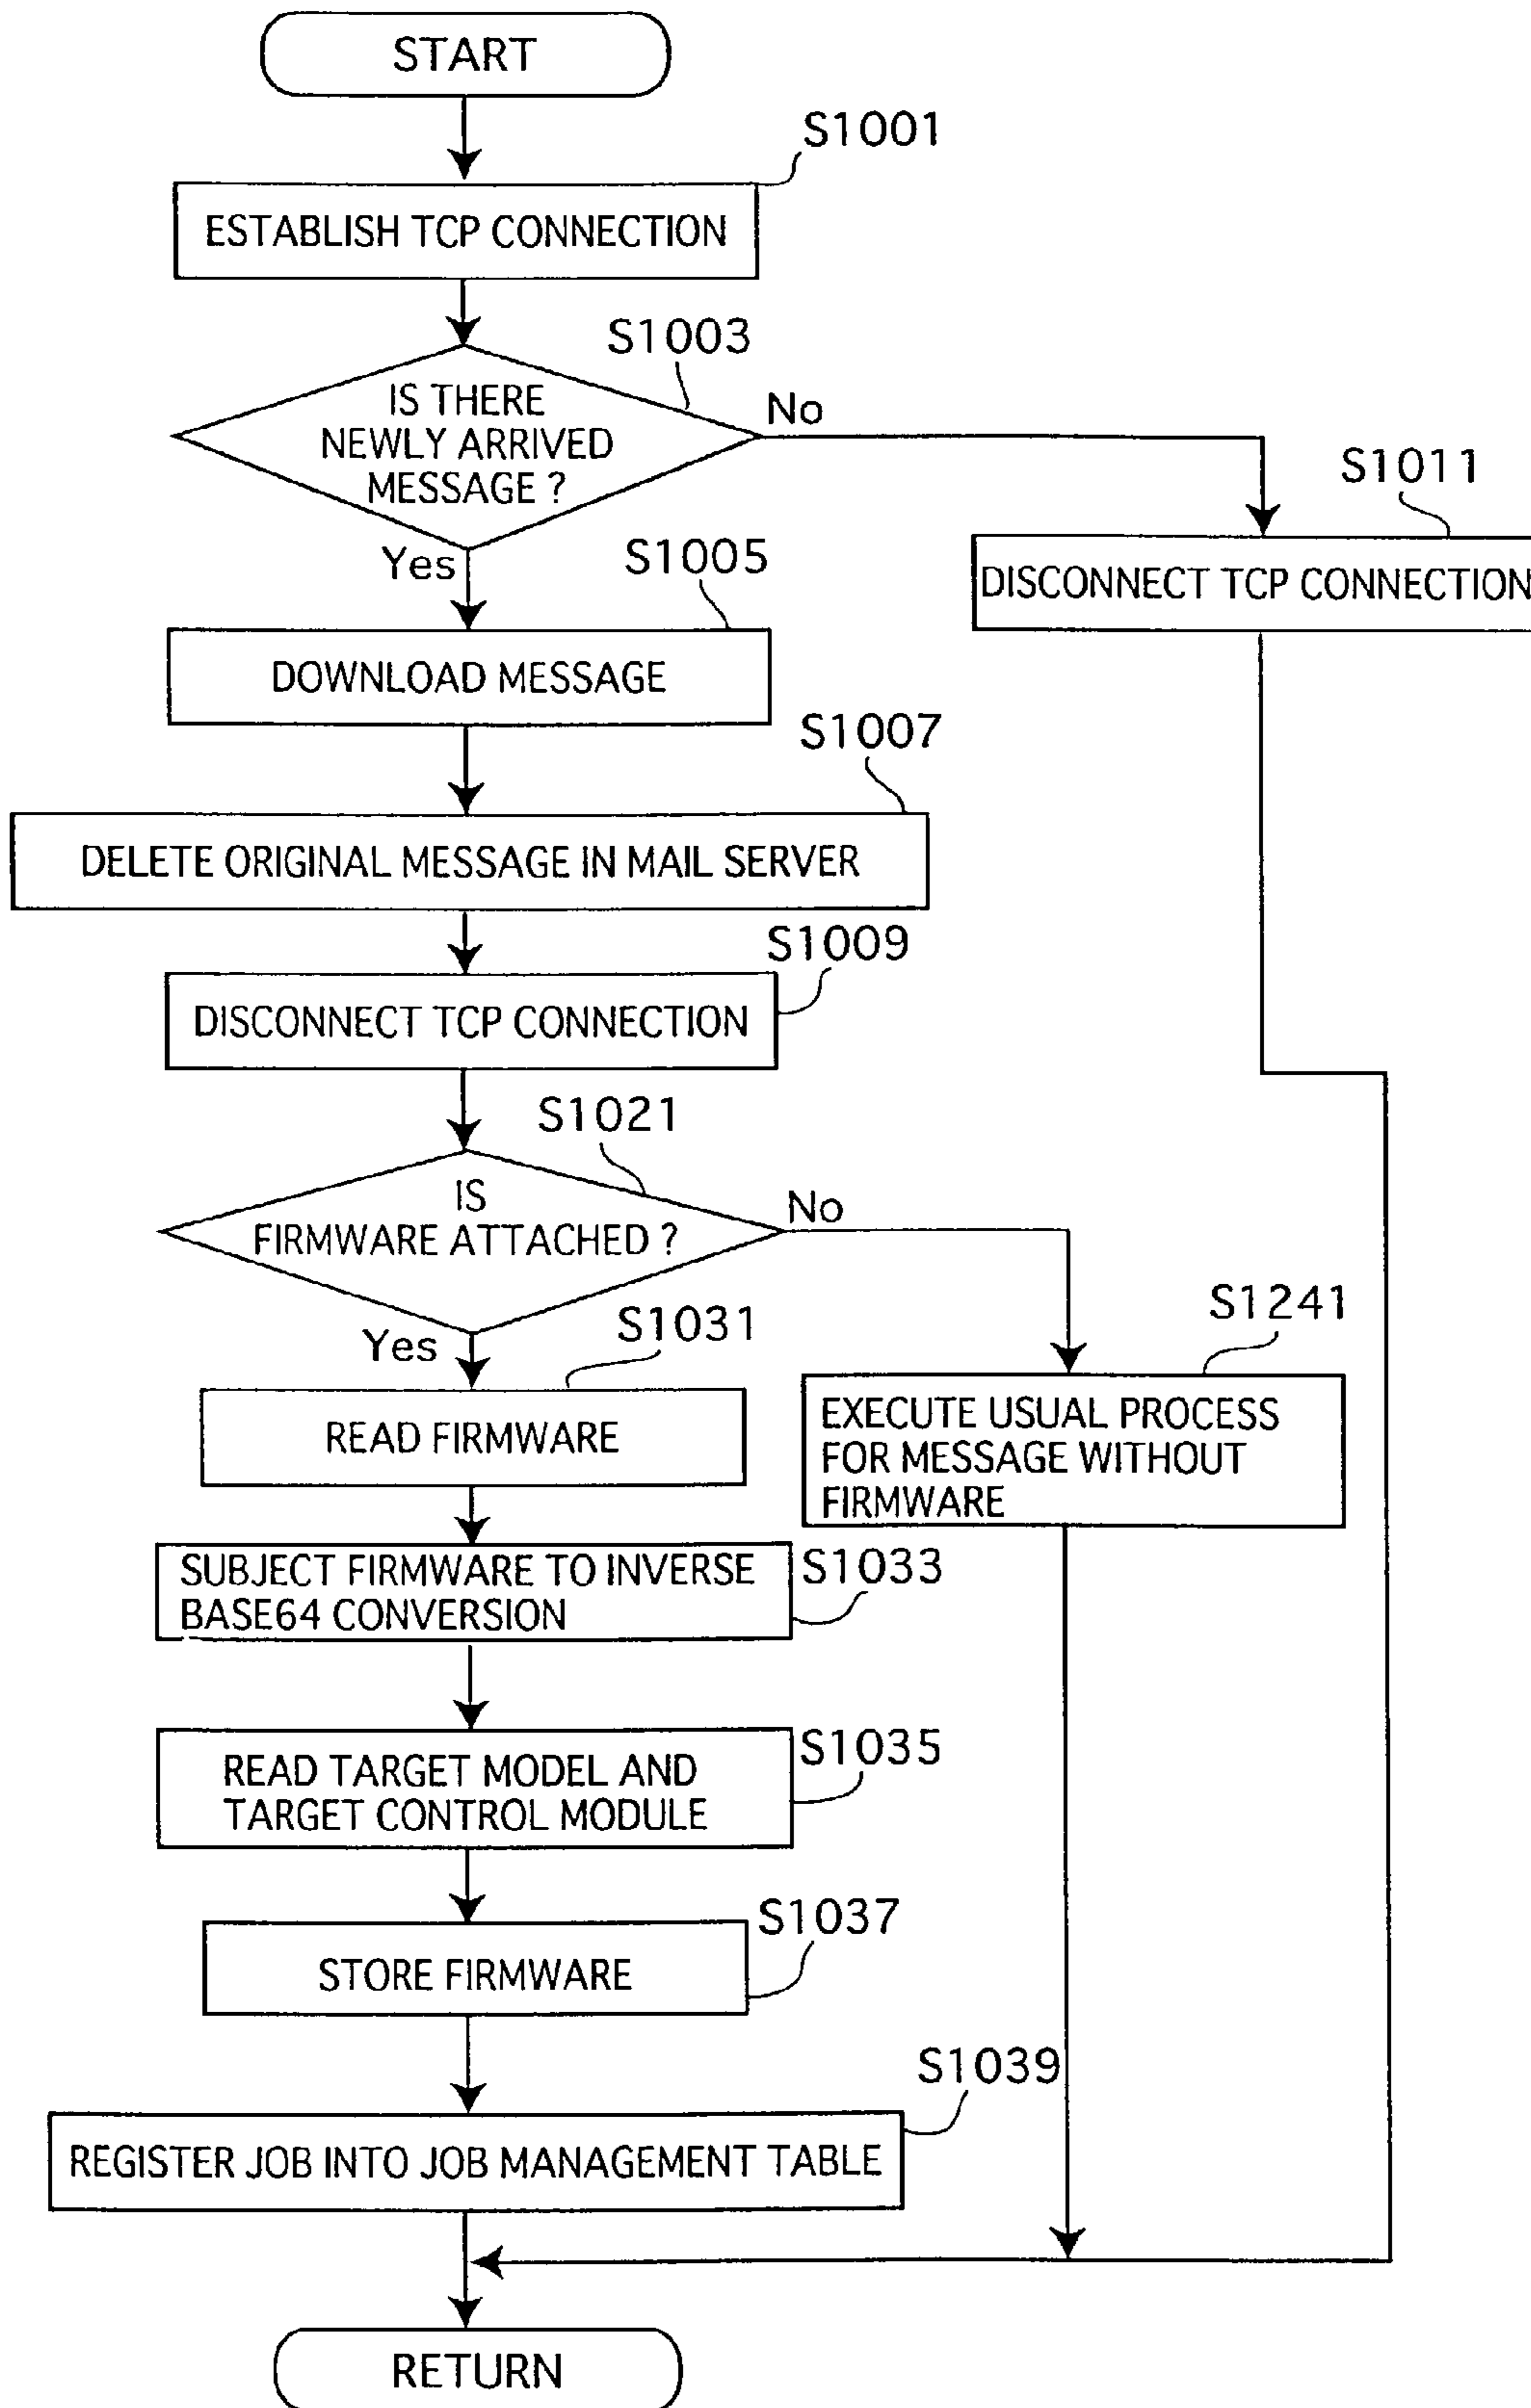 START
S1001
ESTABLISH TCP CONNECTION
S1003
IS THERE
NEWLY ARRIVED
MESSAGE ?
No
Yes
S1011
DISCONNECT TCP CONNECTION
S1005
DOWNLOAD MESSAGE
S1007
DELETE ORIGINAL MESSAGE IN MAIL SERVER
S1009
DISCONNECT TCP CONNECTION
S1021
IS
FIRMWARE ATTACHED ?
No
Yes
S1241
EXECUTE USUAL PROCESS
FOR MESSAGE WITHOUT
FIRMWARE
S1031
READ FIRMWARE
S1033
SUBJECT FIRMWARE TO INVERSE
BASE64 CONVERSION
S1035
READ TARGET MODEL AND
TARGET CONTROL MODULE
S1037
STORE FIRMWARE
S1039
REGISTER JOB INTO JOB MANAGEMENT TABLE
RETURN